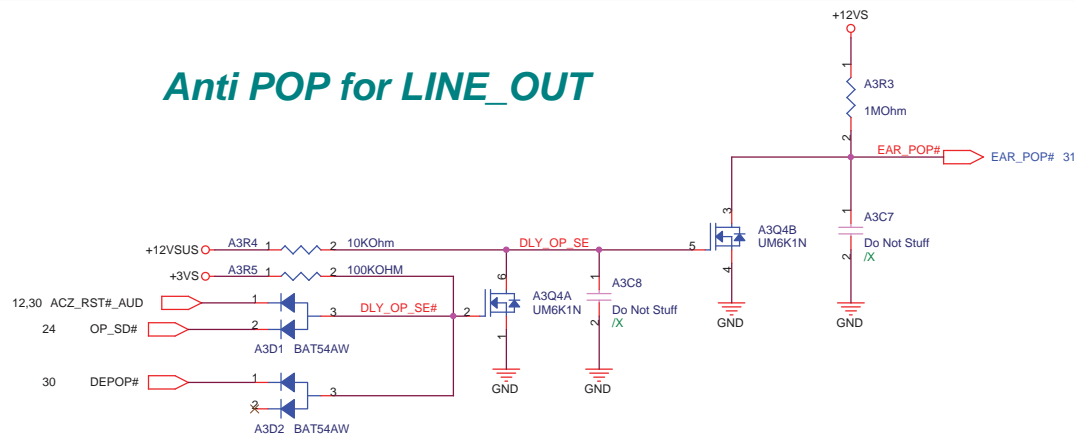 +12VS
Anti POP for LINE_OUT
1
A3R3
1MOhm
2
EAR_POP#
EAR_POP# 31
3
1
A3C7
A3Q4B
UM6K1N
5
Do Not Stuff
/X
4
2
GND
GND
+12VSUS A3R4 1 2 10KOhm
DLY_OP_SE
+3VS A3R5 1 2 100KOHM
6
1
A3C8
12,30 ACZ_RST#_AUD 1
DLY_OP_SE#
A3Q4A
UM6K1N
3
2
Do Not Stuff
/X
24 OP_SD# 2
1
2
A3D1 BAT54AW
GND
GND
30 DEPOP# 1
3
2
A3D2 BAT54AW